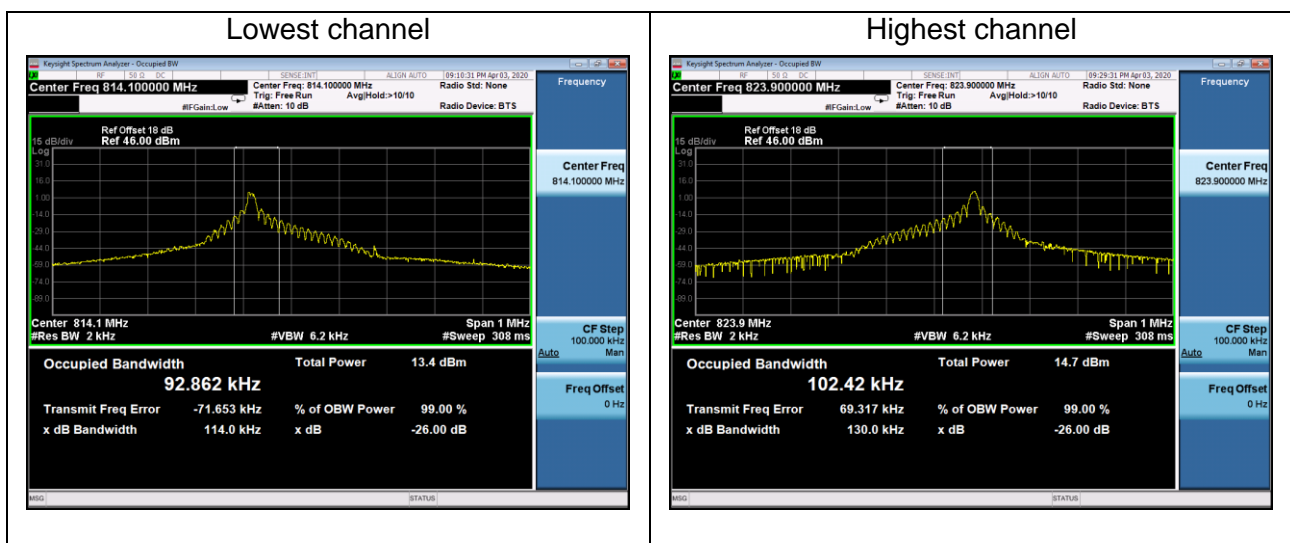 Lowest channel
Keysight Spectrum Analyzer - Occupied BW
RF 50 Ω DC SENSE:INT ALIGN AUTO 09:10:31 PM Apr 03, 2020
Center Freq 814.100000 MHz
Center Freq: 814.100000 MHz
Radio Std: None
Trig: Free Run Avg|Hold:>10/10
#IFGain:Low
#Atten: 10 dB
Radio Device: BTS
Ref Offset 18 dB
15 dB/div Ref 46.00 dBm
Log
31.0
16.0
1.00
-14.0
-29.0
-44.0
-59.0
-74.0
-89.0
Center 814.1 MHz Span 1 MHz
#Res BW 2 kHz #VBW 6.2 kHz #Sweep 308 ms
Occupied Bandwidth Total Power 13.4 dBm
92.862 kHz
Transmit Freq Error -71.653 kHz % of OBW Power 99.00 %
x dB Bandwidth 114.0 kHz x dB -26.00 dB
MSG STATUS
Frequency
Center Freq
814.100000 MHz
CF Step
100.000 kHz
Auto Man
Freq Offset
0 Hz
Highest channel
Keysight Spectrum Analyzer - Occupied BW
RF 50 Ω DC SENSE:INT ALIGN AUTO 09:29:31 PM Apr 03, 2020
Center Freq 823.900000 MHz
Center Freq: 823.900000 MHz
Radio Std: None
Trig: Free Run Avg|Hold:>10/10
#IFGain:Low
#Atten: 10 dB
Radio Device: BTS
Ref Offset 18 dB
15 dB/div Ref 46.00 dBm
Log
31.0
16.0
1.00
-14.0
-29.0
-44.0
-59.0
-74.0
-89.0
Center 823.9 MHz Span 1 MHz
#Res BW 2 kHz #VBW 6.2 kHz #Sweep 308 ms
Occupied Bandwidth Total Power 14.7 dBm
102.42 kHz
Transmit Freq Error 69.317 kHz % of OBW Power 99.00 %
x dB Bandwidth 130.0 kHz x dB -26.00 dB
MSG STATUS
Frequency
Center Freq
823.900000 MHz
CF Step
100.000 kHz
Auto Man
Freq Offset
0 Hz